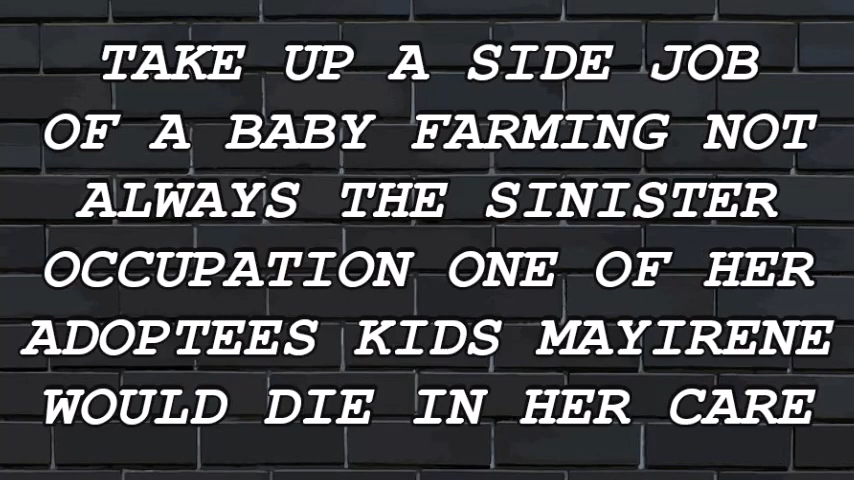 TAKE UP A SIDE JOB
OF A BABY FARMING NOT
ALWAYS THE SINISTER
OCCUPATION ONE OF HER
ADOPTEES KIDS MAYIRENE
WOULD DIE IN HER CARE